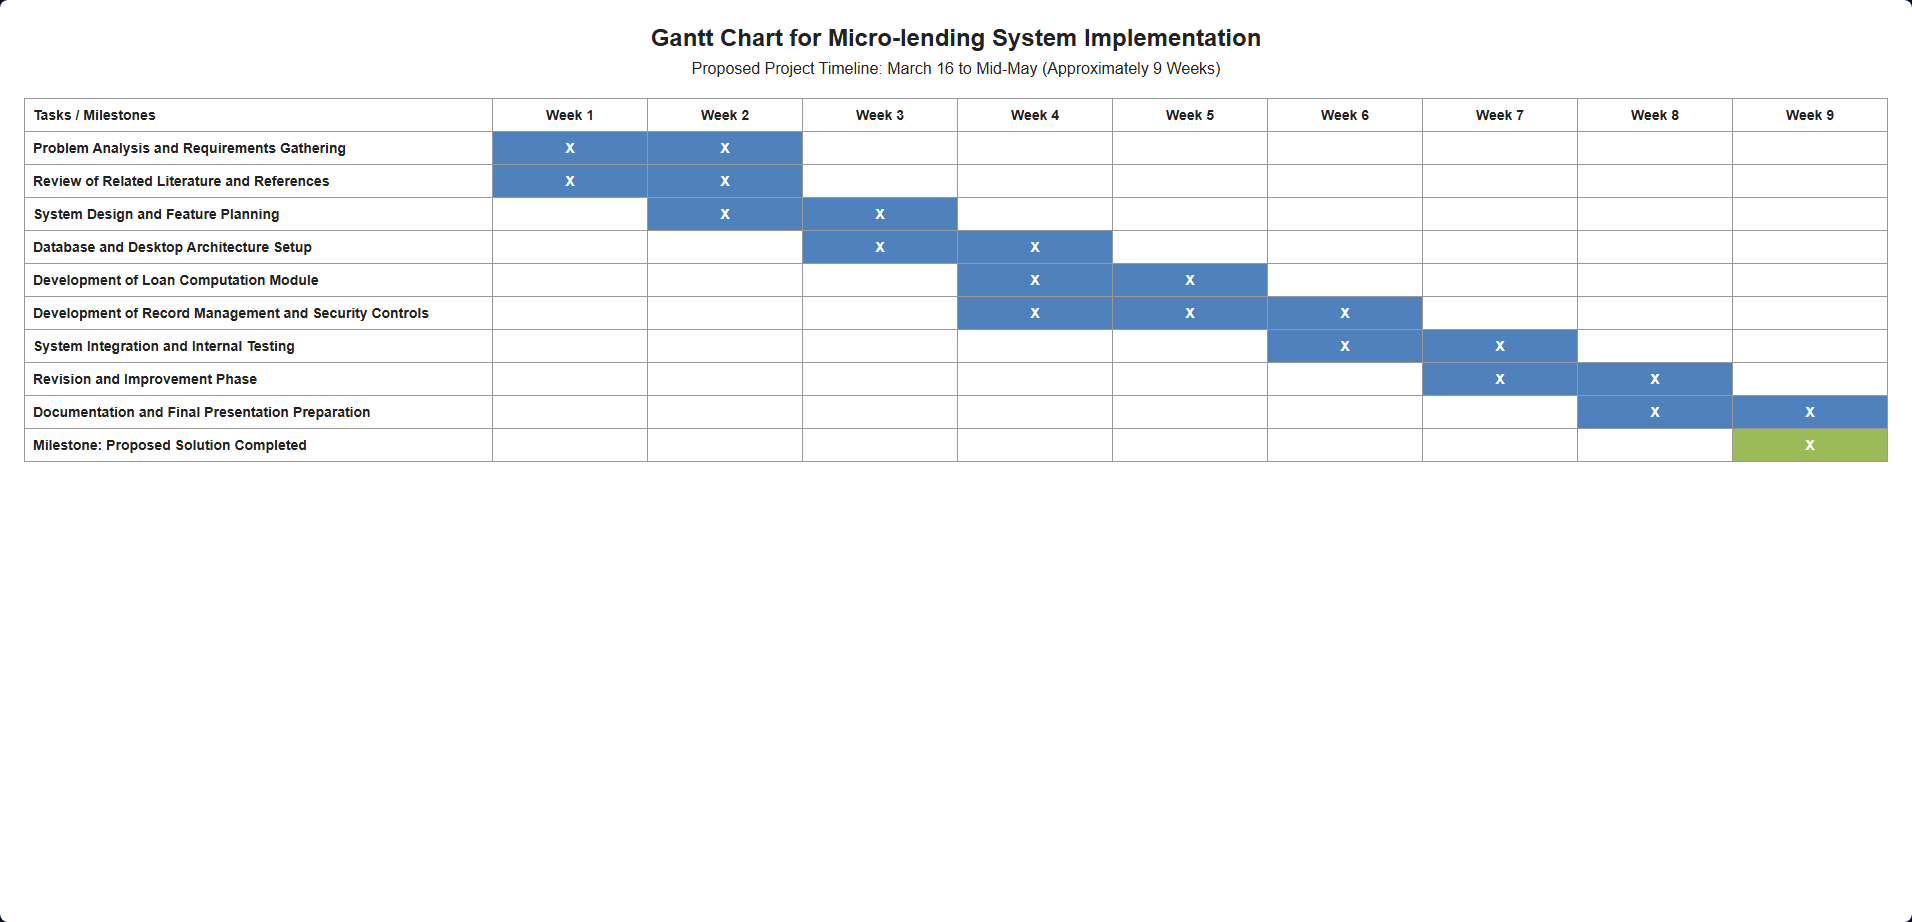 Gantt Chart for Micro-lending System Implementation
Proposed Project Timeline: March 16 to Mid-May (Approximately 9 Weeks)
Tasks / Milestones Week 1 Week 2 Week 3 Week 4 Week 5 Week 6 Week 7 Week 8 Week 9
Problem Analysis and Requirements Gathering X X
Review of Related Literature and References X X
System Design and Feature Planning X X
Database and Desktop Architecture Setup X X
Development of Loan Computation Module X X
Development of Record Management and Security Controls X X X
System Integration and Internal Testing X X
Revision and Improvement Phase X X
Documentation and Final Presentation Preparation X X
Milestone: Proposed Solution Completed X